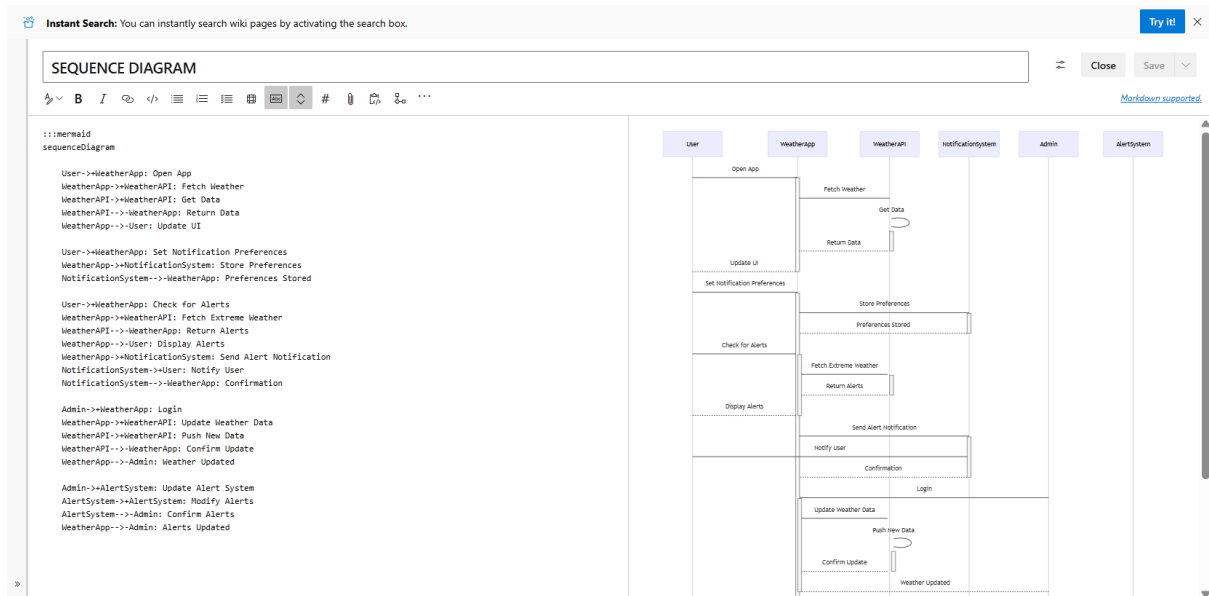 Instant Search: You can instantly search wiki pages by activating the search box.
Try it!
SEQUENCE DIAGRAM
Close
Save
B I </> Abc # ...
Markdown supported.
:::mermaid
sequenceDiagram
User->+WeatherApp: Open App
WeatherApp->+WeatherAPI: Fetch Weather
WeatherAPI->+WeatherAPI: Get Data
WeatherAPI-->-WeatherApp: Return Data
WeatherApp-->-User: Update UI
User->+WeatherApp: Set Notification Preferences
WeatherApp->+NotificationSystem: Store Preferences
NotificationSystem-->-WeatherApp: Preferences Stored
User->+WeatherApp: Check for Alerts
WeatherApp->+WeatherAPI: Fetch Extreme Weather
WeatherAPI-->-WeatherApp: Return Alerts
WeatherApp-->-User: Display Alerts
WeatherApp->+NotificationSystem: Send Alert Notification
NotificationSystem->+User: Notify User
NotificationSystem-->-WeatherApp: Confirmation
Admin->+WeatherApp: Login
WeatherApp->+WeatherAPI: Update Weather Data
WeatherAPI->+WeatherAPI: Push New Data
WeatherAPI-->-WeatherApp: Confirm Update
WeatherApp-->-Admin: Weather Updated
Admin->+AlertSystem: Update Alert System
AlertSystem->+AlertSystem: Modify Alerts
AlertSystem-->-Admin: Confirm Alerts
WeatherApp-->-Admin: Alerts Updated
User WeatherApp WeatherAPI NotificationSystem Admin AlertSystem
Open App
Fetch Weather
Get Data
Return Data
Update UI
Set Notification Preferences
Store Preferences
Preferences Stored
Check for Alerts
Fetch Extreme Weather
Return Alerts
Display Alerts
Send Alert Notification
Notify User
Confirmation
Login
Update Weather Data
Push New Data
Confirm Update
Weather Updated